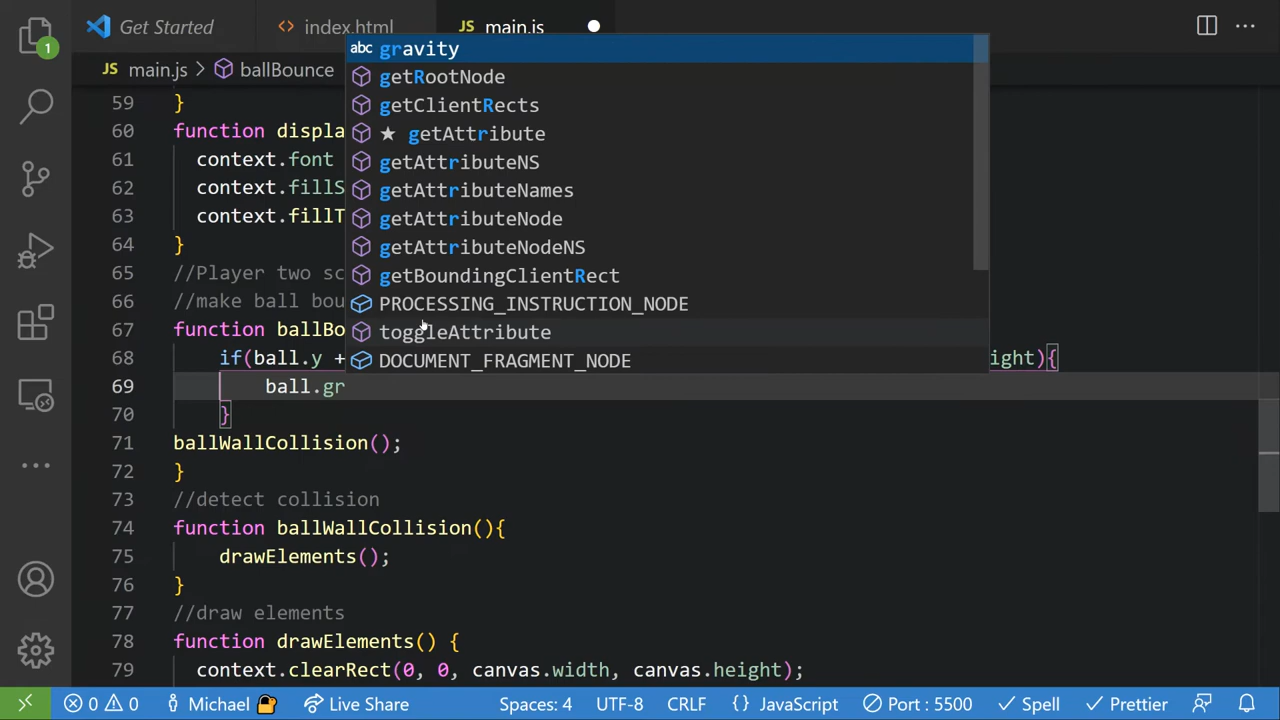 Get Started
<> index.html
JS main.js
1
JS main.js > ballBounce
abc gravity
getRootNode
getClientRects
★ getAttribute
getAttributeNS
getAttributeNames
getAttributeNode
getAttributeNodeNS
getBoundingClientRect
PROCESSING_INSTRUCTION_NODE
toggleAttribute
DOCUMENT_FRAGMENT_NODE
59 }
60 function displa
61 context.font
62 context.fillS
63 context.fillT
64 }
65 //Player two sc
66 //make ball bou
67 function ballBo
68 if(ball.y + ight){
69 ball.gr
70 }
71 ballWallCollision();
72 }
73 //detect collision
74 function ballWallCollision(){
75 drawElements();
76 }
77 //draw elements
78 function drawElements() {
79 context.clearRect(0, 0, canvas.width, canvas.height);
0 0 Michael Live Share Spaces: 4 UTF-8 CRLF {} JavaScript Port : 5500 Spell Prettier